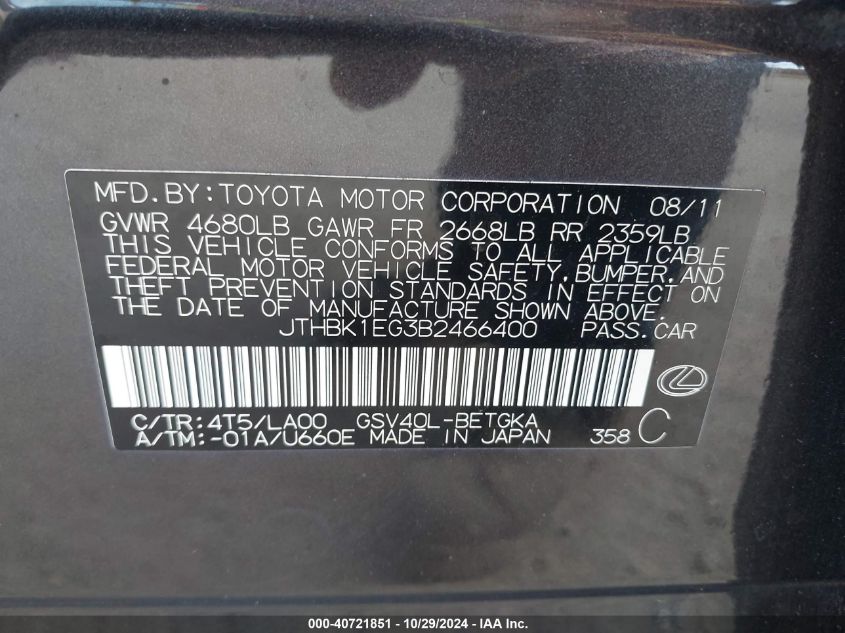 MFD.BY:TOYOTA MOTOR CORPORATION 08/11
GVWR 4680LB GAWR FR 2668LB RR 2359LB
THIS VEHICLE CONFORMS TO ALL APPLICABLE
FEDERAL MOTOR VEHICLE SAFETY,BUMPER,AND
THEFT PREVENTION STANDARDS IN EFFECT ON
THE DATE OF MANUFACTURE SHOWN ABOVE.
JTHBK1EG3B2466400 PASS.CAR
C/TR:4T5/LA00 GSV40L-BETGKA
A/TM:-01A/U660E MADE IN JAPAN 358 C
000-40721851 - 10/29/2024 - © IAA Inc.